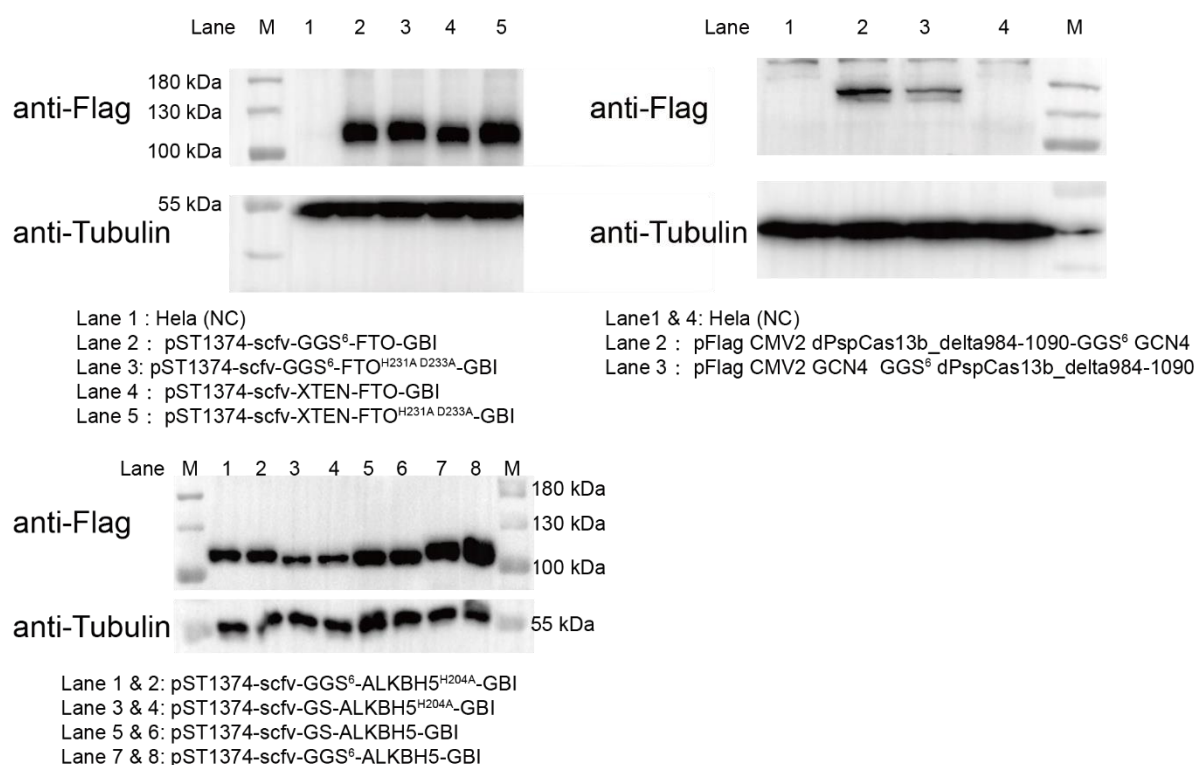 Lane M 1 2 3 4 5
180 kDa
anti-Flag
130 kDa
100 kDa
55 kDa
anti-Tubulin
Lane 1 : Hela (NC)
Lane 2 : pST1374-scfv-GGS⁶-FTO-GBI
Lane 3: pST1374-scfv-GGS⁶-FTOᴴ²³¹ᴬ ᴰ²³³ᴬ-GBI
Lane 4 : pST1374-scfv-XTEN-FTO-GBI
Lane 5 : pST1374-scfv-XTEN-FTOᴴ²³¹ᴬ ᴰ²³³ᴬ-GBI
Lane 1 2 3 4 M
anti-Flag
anti-Tubulin
Lane1 & 4: Hela (NC)
Lane 2 : pFlag CMV2 dPspCas13b_delta984-1090-GGS⁶ GCN4
Lane 3 : pFlag CMV2 GCN4 GGS⁶ dPspCas13b_delta984-1090
Lane M 1 2 3 4 5 6 7 8 M
180 kDa
anti-Flag
130 kDa
100 kDa
anti-Tubulin
55 kDa
Lane 1 & 2: pST1374-scfv-GGS⁶-ALKBH5ᴴ²⁰⁴ᴬ-GBI
Lane 3 & 4: pST1374-scfv-GS-ALKBH5ᴴ²⁰⁴ᴬ-GBI
Lane 5 & 6: pST1374-scfv-GS-ALKBH5-GBI
Lane 7 & 8: pST1374-scfv-GGS⁶-ALKBH5-GBI